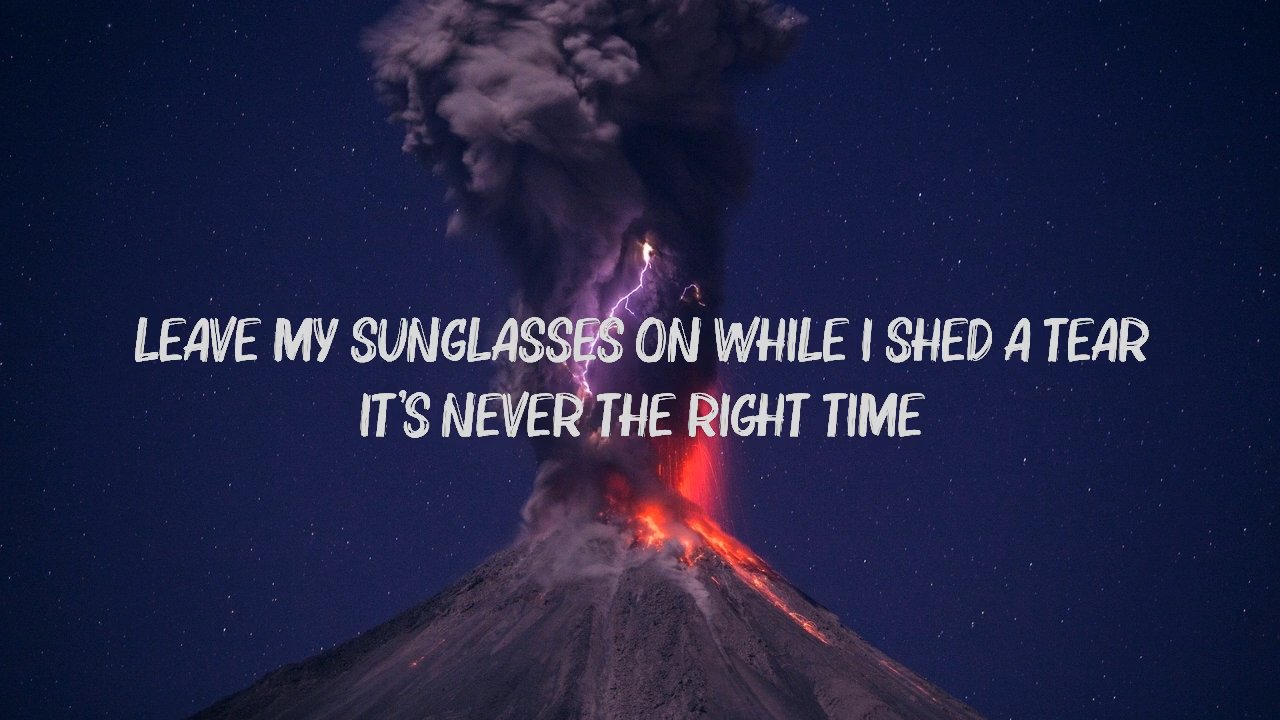 LEAVE MY SUNGLASSES ON WHILE I SHED A TEAR
IT'S NEVER THE RIGHT TIME